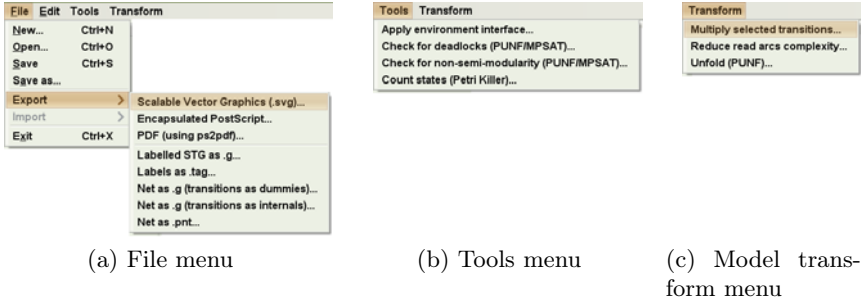 File Edit Tools Transform
New... Ctrl+N
Open... Ctrl+O
Save Ctrl+S
Save as...
Export >
Import >
Exit Ctrl+X
Scalable Vector Graphics (.svg)...
Encapsulated PostScript...
PDF (using ps2pdf)...
Labelled STG as .g...
Labels as .tag...
Net as .g (transitions as dummies)...
Net as .g (transitions as internals)...
Net as .pnt...
(a) File menu
Tools Transform
Apply environment interface...
Check for deadlocks (PUNF/MPSAT)...
Check for non-semi-modularity (PUNF/MPSAT)...
Count states (Petri Killer)...
(b) Tools menu
Transform
Multiply selected transitions...
Reduce read arcs complexity...
Unfold (PUNF)...
(c) Model trans-
form menu